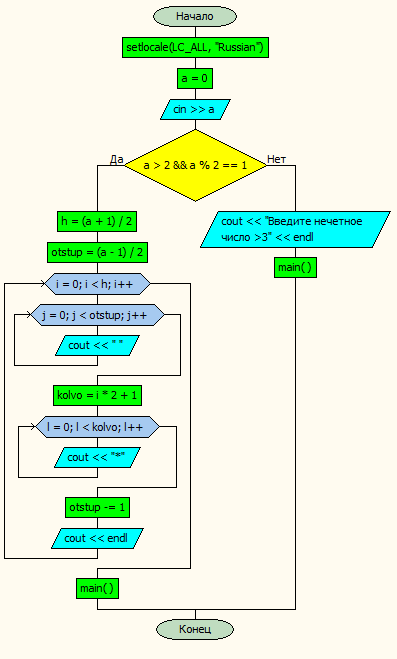 Начало
setlocale(LC_ALL, "Russian")
a = 0
cin >> a
a > 2 && a % 2 == 1
Да
Нет
h = (a + 1) / 2
otstup = (a - 1) / 2
i = 0; i < h; i++
j = 0; j < otstup; j++
cout << " "
kolvo = i * 2 + 1
l = 0; l < kolvo; l++
cout << "*"
otstup -= 1
cout << endl
main( )
cout << "Введите нечетное
число >3" << endl
main( )
Конец